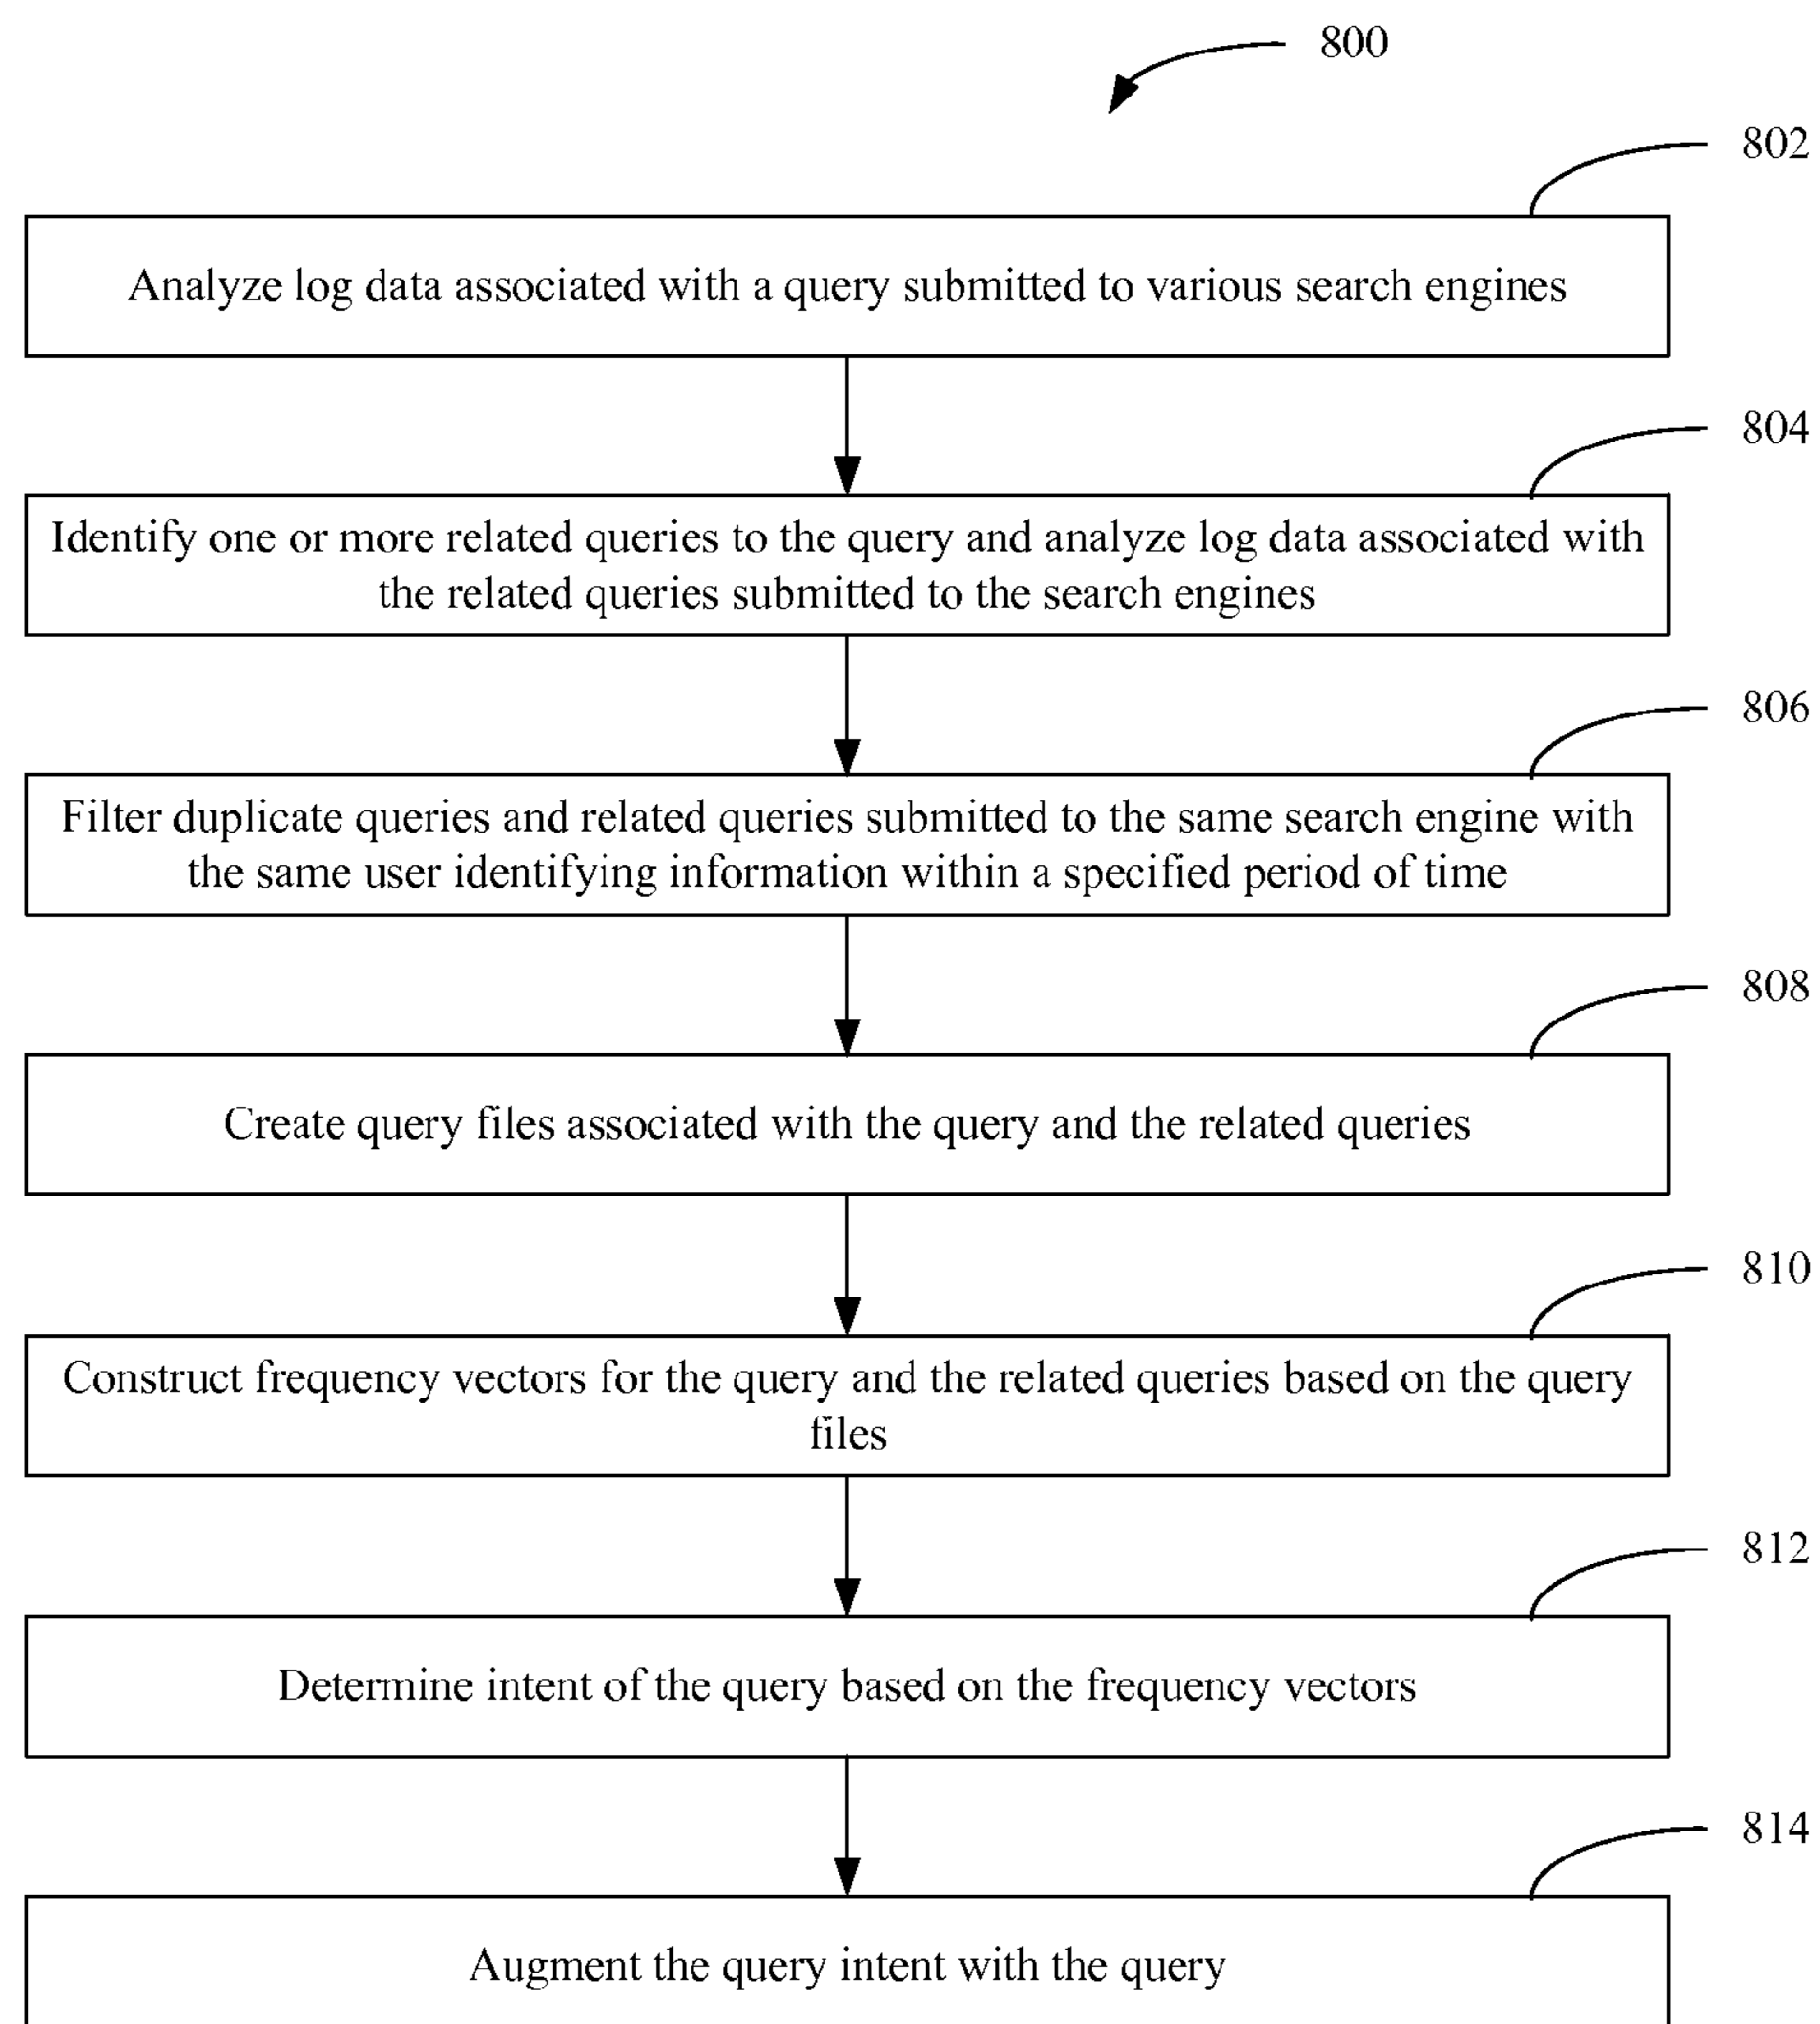 800
802
Analyze log data associated with a query submitted to various search engines
804
Identify one or more related queries to the query and analyze log data associated with
the related queries submitted to the search engines
806
Filter duplicate queries and related queries submitted to the same search engine with
the same user identifying information within a specified period of time
808
Create query files associated with the query and the related queries
810
Construct frequency vectors for the query and the related queries based on the query
files
812
Determine intent of the query based on the frequency vectors
814
Augment the query intent with the query